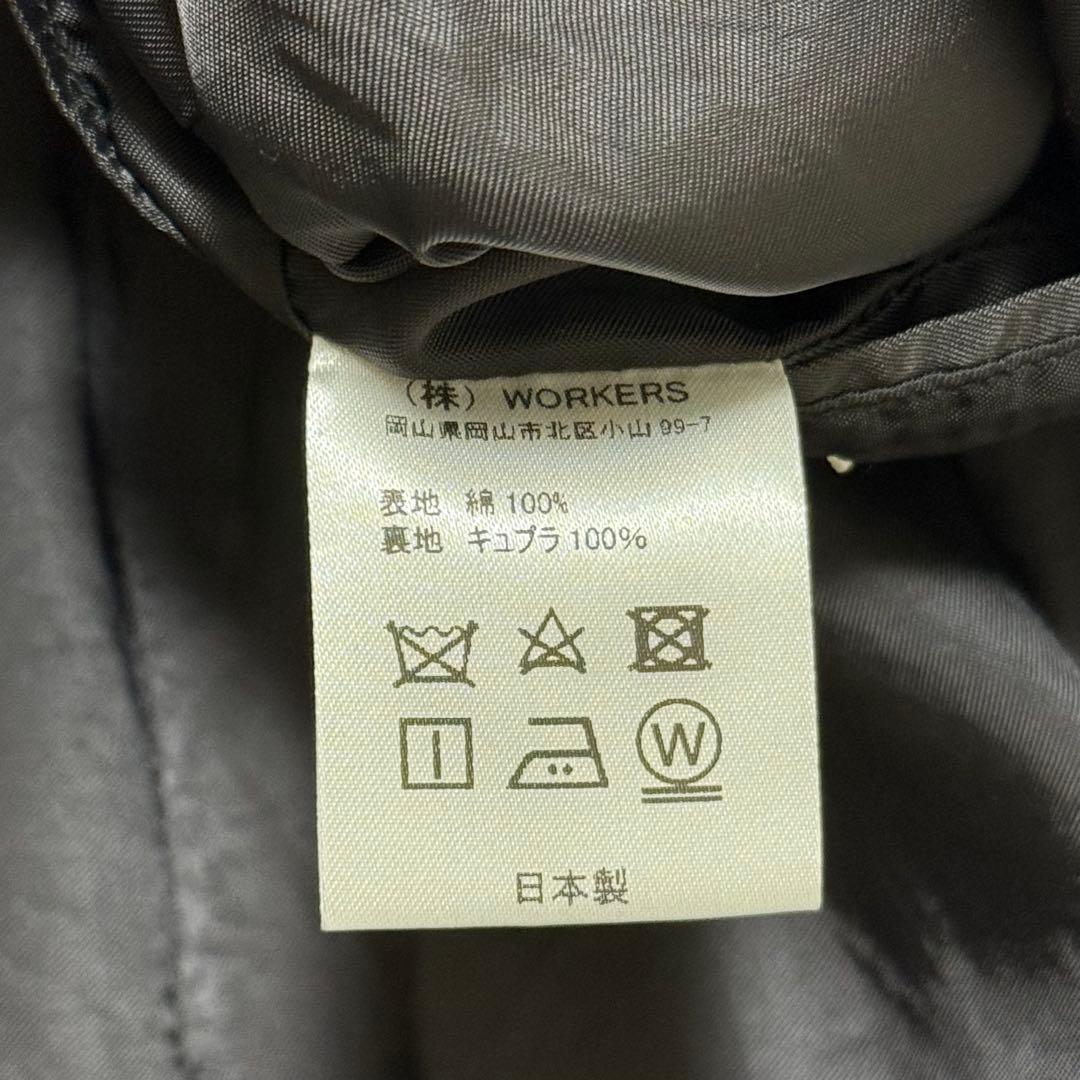 (株) WORKERS
岡山県岡山市北区小山 99-7
表地 綿 100%
裏地 キュプラ 100%
W
日本製